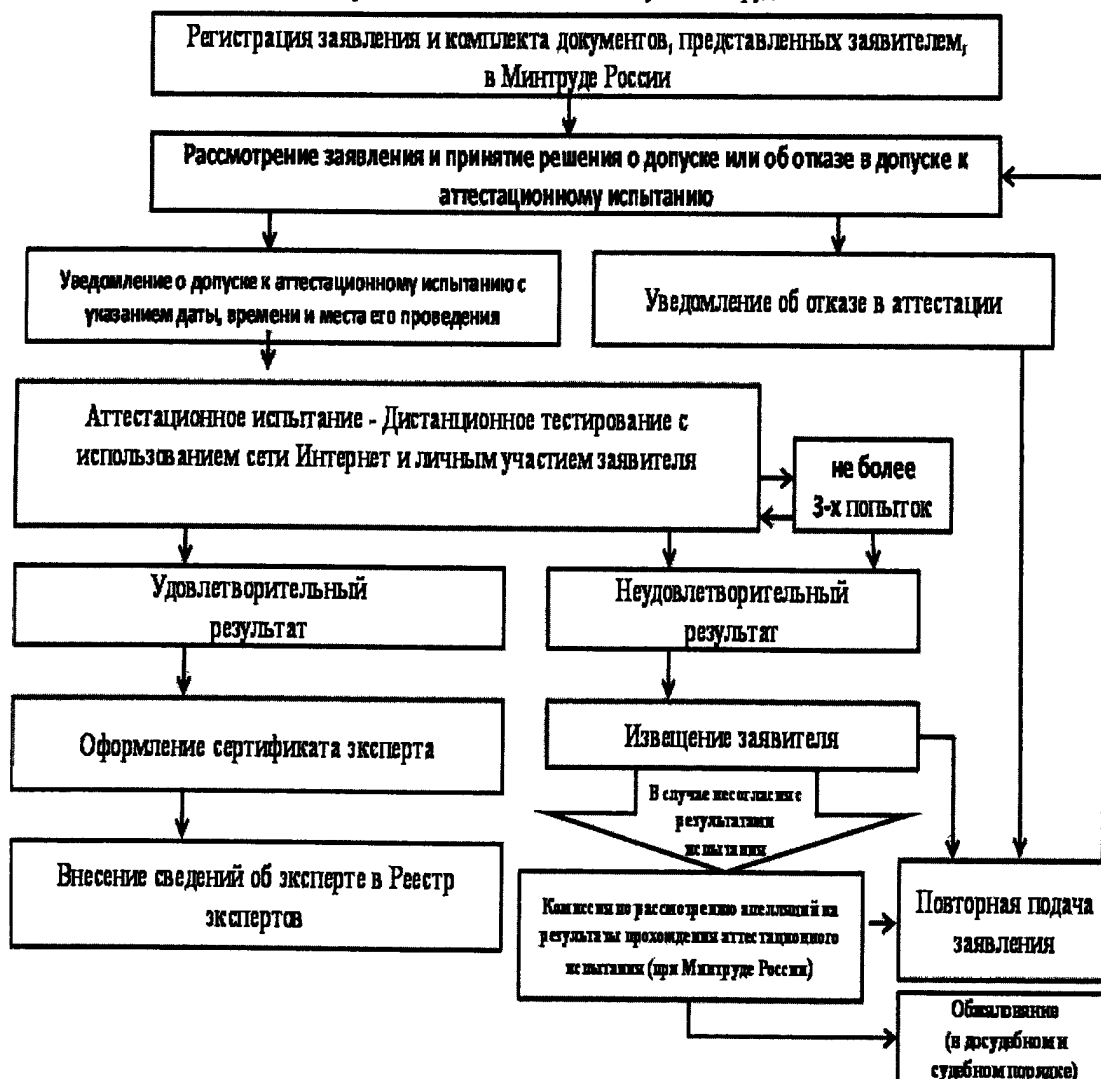 Регистрация заявления и комплекта документов, представленных заявителем,
в Минтруде России
Рассмотрение заявления и принятие решения о допуске или об отказе в допуске к
аттестационному испытанию
Уведомление о допуске к аттестационному испытанию с
указанием даты, времени и места его проведения
Уведомление об отказе в аттестации
Аттестационное испытание - Дистанционное тестирование с
использованием сети Интернет и личным участием заявителя
не более
3-х попыток
Удовлетворительный
результат
Неудовлетворительный
результат
Оформление сертификата эксперта
Извещение заявителя
В случае несогласия с
результатами
испытания
Внесение сведений об эксперте в Реестр
экспертов
Комиссия по рассмотрению апелляций на
результаты прохождения аттестационного
испытания (при Минтруде России)
Повторная подача
заявления
Обжалование
(в досудебном и
судебном порядке)